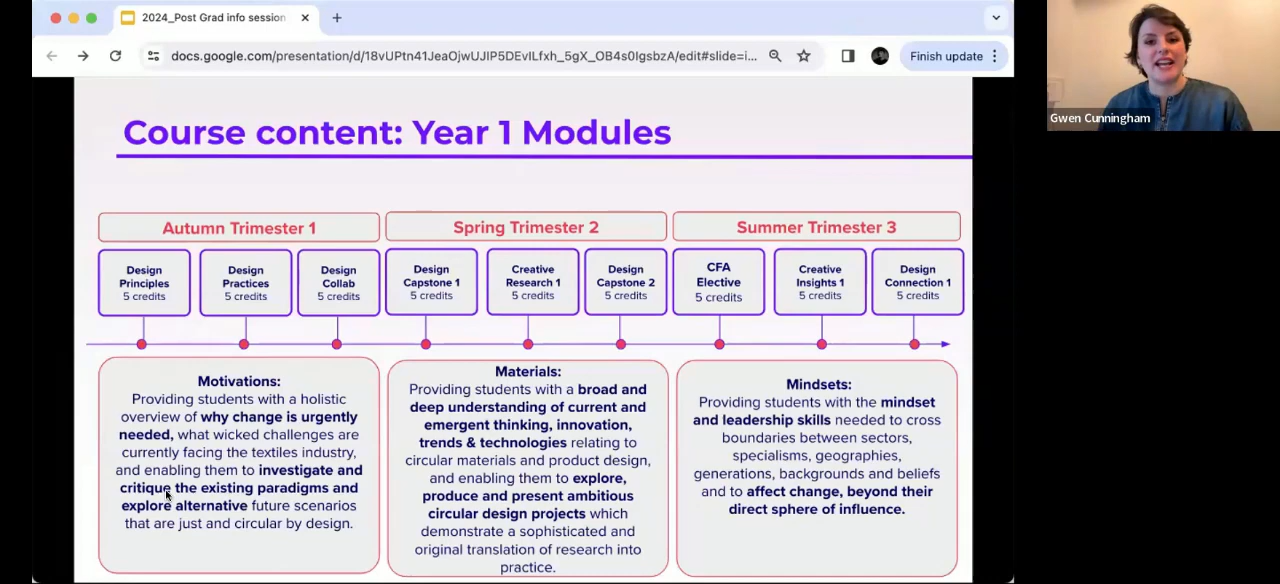 2024_Post Grad info session
docs.google.com/presentation/d/18vUPtn41JeaOjwUJIP5DEvILfxh_5gX_OB4s0IgsbzA/edit#slide=i...
Finish update
Gwen Cunningham
Course content: Year 1 Modules
Autumn Trimester 1
Spring Trimester 2
Summer Trimester 3
Design
Principles
5 credits
Design
Practices
5 credits
Design
Collab
5 credits
Design
Capstone 1
5 credits
Creative
Research 1
5 credits
Design
Capstone 2
5 credits
CFA
Elective
5 credits
Creative
Insights 1
5 credits
Design
Connection 1
5 credits
Motivations:
Providing students with a holistic
overview of why change is urgently
needed, what wicked challenges are
currently facing the textiles industry,
and enabling them to investigate and
critique the existing paradigms and
explore alternative future scenarios
that are just and circular by design.
Materials:
Providing students with a broad and
deep understanding of current and
emergent thinking, innovation,
trends & technologies relating to
circular materials and product design,
and enabling them to explore,
produce and present ambitious
circular design projects which
demonstrate a sophisticated and
original translation of research into
practice.
Mindsets:
Providing students with the mindset
and leadership skills needed to cross
boundaries between sectors,
specialisms, geographies,
generations, backgrounds and beliefs
and to affect change, beyond their
direct sphere of influence.